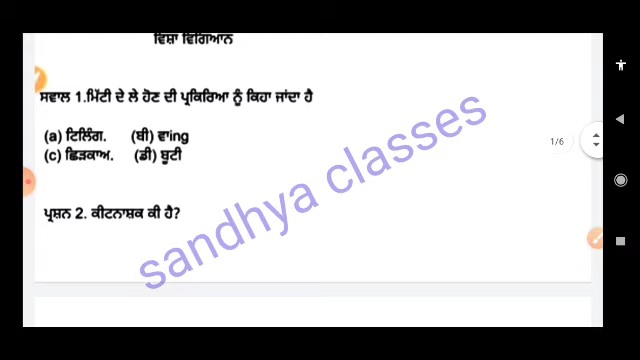 ਵਿਸ਼ਾ ਵਿਗਿਆਨ
ਸਵਾਲ 1.ਮਿੱਟੀ ਦੇ ਲੇ ਹੋਣ ਦੀ ਪ੍ਰਕਿਰਿਆ ਨੂੰ ਕਿਹਾ ਜਾਂਦਾ ਹੈ
(a) ਟਿਲਿੰਗ. (ਬੀ) ਵਾing
(c) ਛਿੜਕਾਅ. (ਡੀ) ਬੂਟੀ
1/6
ਪ੍ਰਸ਼ਨ 2. ਕੀਟਨਾਸ਼ਕ ਕੀ ਹੈ?
sandhya classes